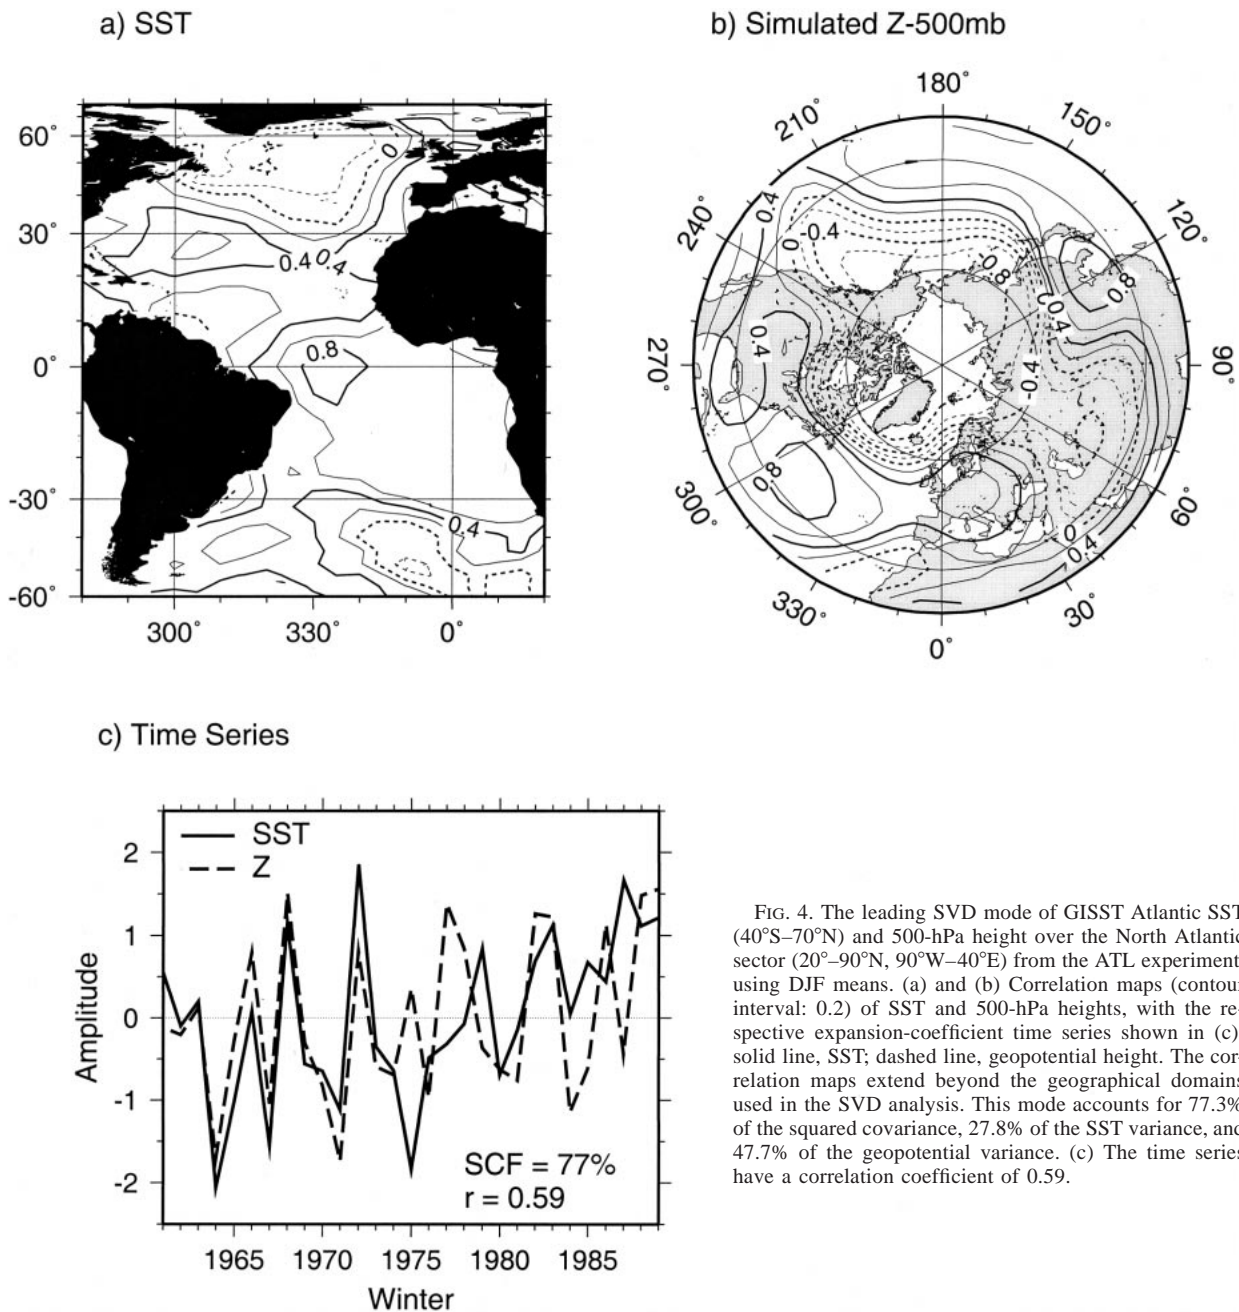 a) SST
b) Simulated Z-500mb
60°
30°
0°
-30°
-60°
300°
330°
0°
0
0.4
0.4
0.8
0.4
180°
150°
120°
90°
60°
30°
0°
330°
300°
270°
240°
210°
0.4
0
-0.4
-0.8
0.8
0.4
-0.4
0.4
0.8
0
0.4
c) Time Series
SST
Z
2
1
0
-1
-2
Amplitude
SCF = 77%
r = 0.59
1965
1970
1975
1980
1985
Winter
FIG. 4. The leading SVD mode of GISST Atlantic SST
(40°S–70°N) and 500-hPa height over the North Atlantic
sector (20°–90°N, 90°W–40°E) from the ATL experiment
using DJF means. (a) and (b) Correlation maps (contour
interval: 0.2) of SST and 500-hPa heights, with the re-
spective expansion-coefficient time series shown in (c)
solid line, SST; dashed line, geopotential height. The cor-
relation maps extend beyond the geographical domains
used in the SVD analysis. This mode accounts for 77.3%
of the squared covariance, 27.8% of the SST variance, and
47.7% of the geopotential variance. (c) The time series
have a correlation coefficient of 0.59.